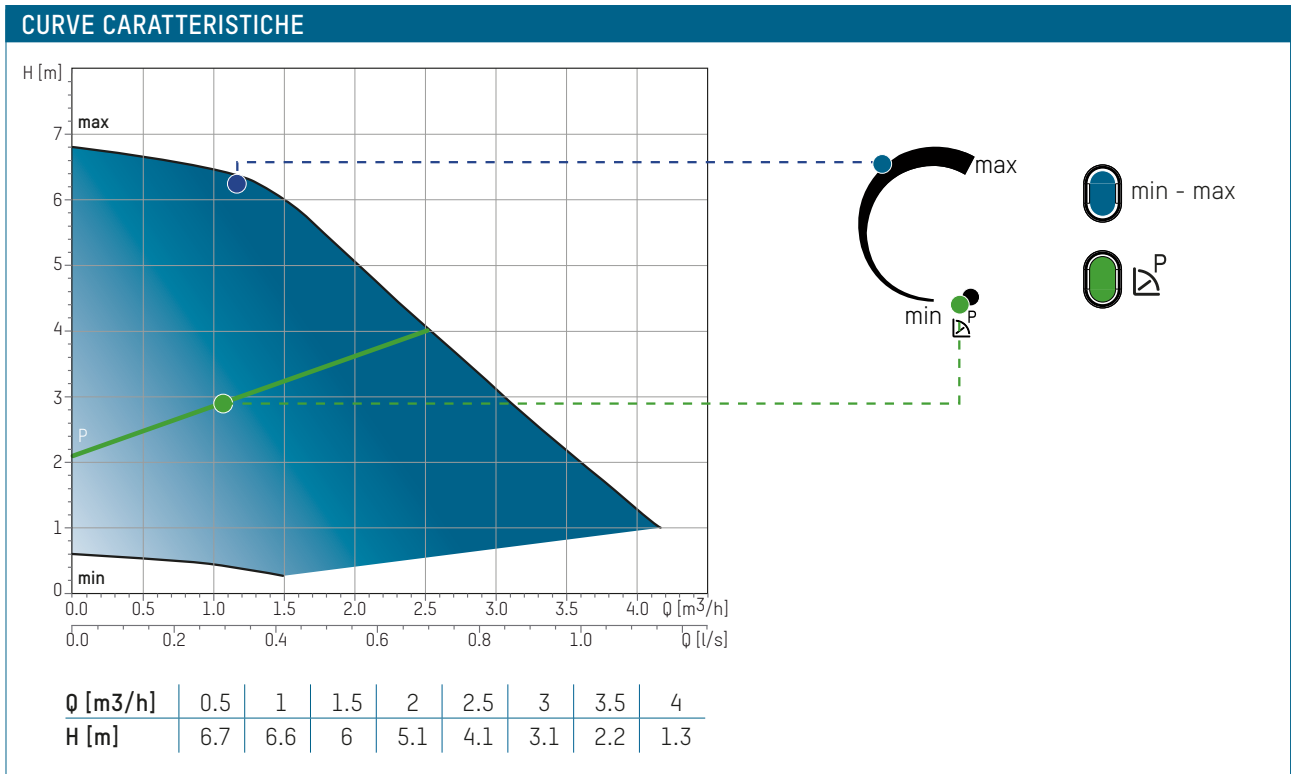 CURVE CARATTERISTICHE
H [m]
max
7
6
5
4
3
P
2
1
min
0
0.0 0.5 1.0 1.5 2.0 2.5 3.0 3.5 4.0 Q [m³/h]
0.0 0.2 0.4 0.6 0.8 1.0 Q [l/s]
max
min
P
min - max
P
Q [m3/h] 0.5 1 1.5 2 2.5 3 3.5 4
H [m] 6.7 6.6 6 5.1 4.1 3.1 2.2 1.3